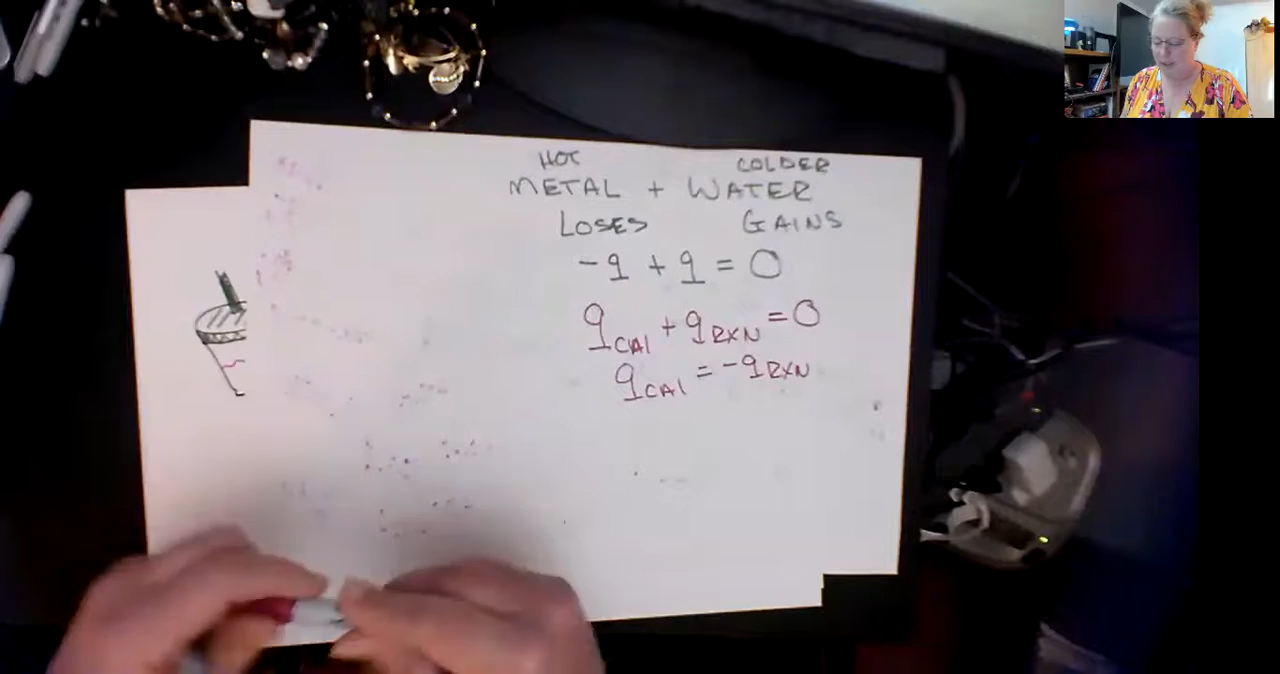 HOT COLDER
METAL + WATER
LOSES GAINS
-q + q = 0
qCAl + qRXN = 0
qCAl = -qRXN